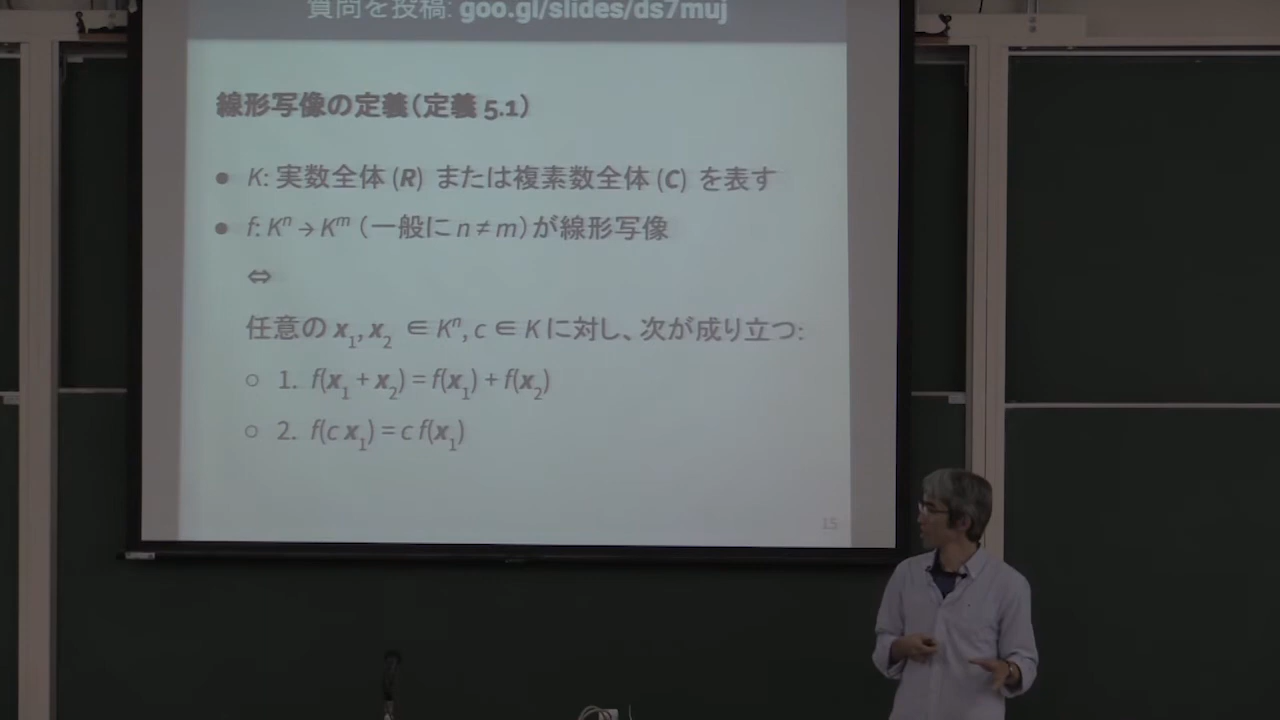 質問を投稿: goo.gl/slides/ds7muj
線形写像の定義(定義 5.1)
● K: 実数全体 (R) または複素数全体 (C) を表す
● f: Kⁿ → Kᵐ (一般に n ≠ m)が線形写像
⇔
任意の x₁, x₂ ∈ Kⁿ, c ∈ K に対し、次が成り立つ:
○ 1. f(x₁ + x₂) = f(x₁) + f(x₂)
○ 2. f(c x₁) = c f(x₁)
15